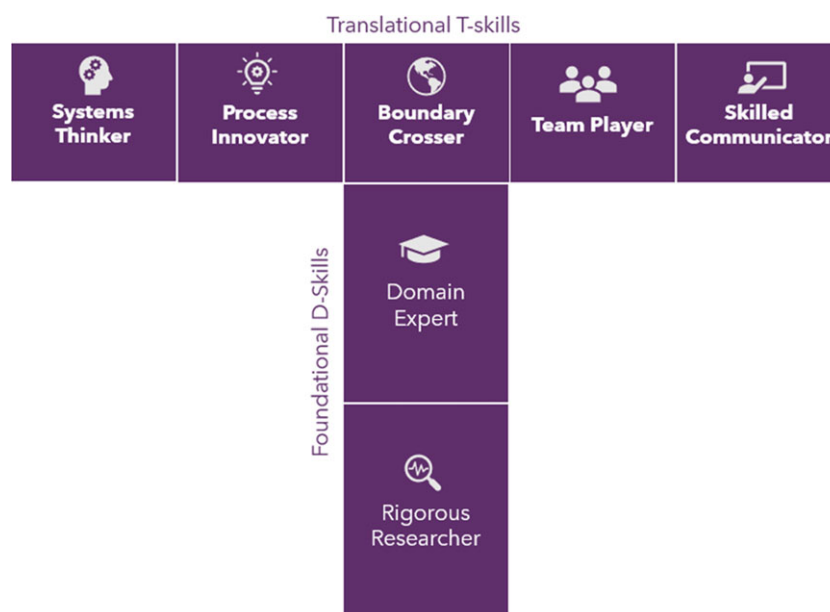 Translational T-skills
Systems
Thinker
Process
Innovator
Boundary
Crosser
Team Player
Skilled
Communicator
Foundational D-Skills
Domain
Expert
Rigorous
Researcher